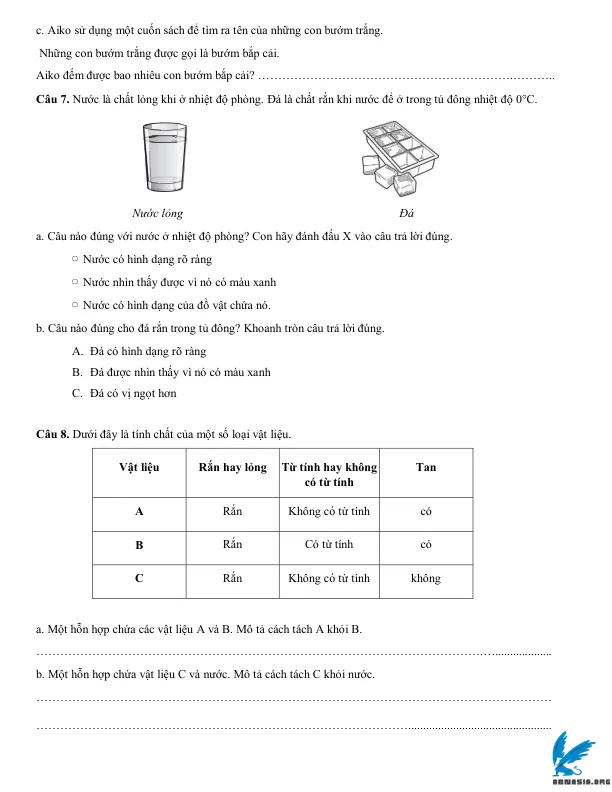 c. Aiko sử dụng một cuốn sách để tìm ra tên của những con bướm trắng.
Những con bướm trắng được gọi là bướm bắp cải.
Aiko đếm được bao nhiêu con bướm bắp cải? ………………………………………………………….………..
Câu 7. Nước là chất lỏng khi ở nhiệt độ phòng. Đá là chất rắn khi nước để ở trong tủ đông nhiệt độ 0°C.
Nước lỏng Đá
a. Câu nào đúng với nước ở nhiệt độ phòng? Con hãy đánh đấu X vào câu trả lời đúng.
○ Nước có hình dạng rõ ràng
○ Nước nhìn thấy được vì nó có màu xanh
○ Nước có hình dạng của đồ vật chứa nó.
b. Câu nào đúng cho đá rắn trong tủ đông? Khoanh tròn câu trả lời đúng.
A. Đá có hình dạng rõ ràng
B. Đá được nhìn thấy vì nó có màu xanh
C. Đá có vị ngọt hơn
Câu 8. Dưới đây là tính chất của một số loại vật liệu.
Vật liệu Rắn hay lỏng Từ tính hay không có từ tính Tan
A Rắn Không có từ tính có
B Rắn Có từ tính có
C Rắn Không có từ tính không
a. Một hỗn hợp chứa các vật liệu A và B. Mô tả cách tách A khỏi B.
………………………………………………………………………………………….…...................
b. Một hỗn hợp chứa vật liệu C và nước. Mô tả cách tách C khỏi nước.
……………………………………………………………………………………………………………
…………………………………………………………………………….................................................
ABNASIA.ORG